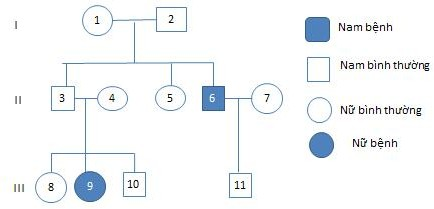 I
1
2
Nam bệnh
Nam bình thường
II
3
4
5
6
7
Nữ bình thường
Nữ bệnh
III
8
9
10
11